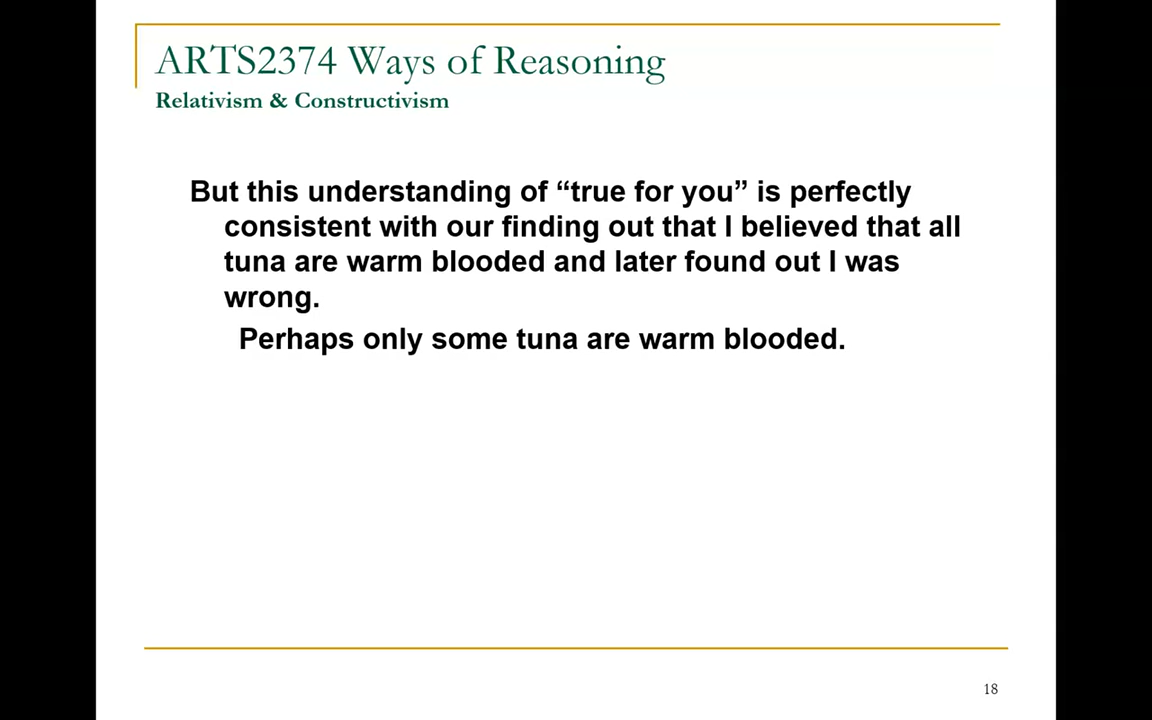 ARTS2374 Ways of Reasoning
Relativism & Constructivism
But this understanding of “true for you” is perfectly
consistent with our finding out that I believed that all
tuna are warm blooded and later found out I was
wrong.
Perhaps only some tuna are warm blooded.
18